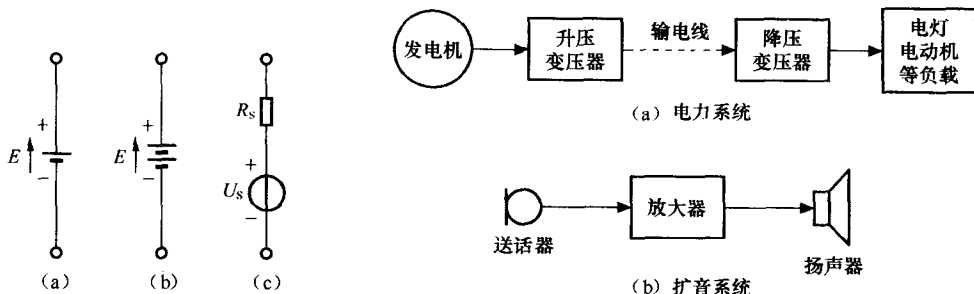 +
E
−
(a)
+
E
−
(b)
Rs
+
Us
−
(c)
发电机
升压
变压器
输电线
降压
变压器
电灯
电动机
等负载
(a) 电力系统
送话器
放大器
扬声器
(b) 扩音系统